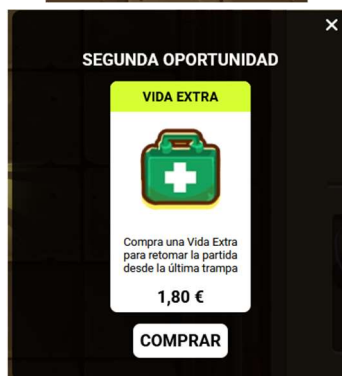 SEGUNDA OPORTUNIDAD
VIDA EXTRA
Compra una Vida Extra
para retomar la partida
desde la última trampa
1,80 €
COMPRAR